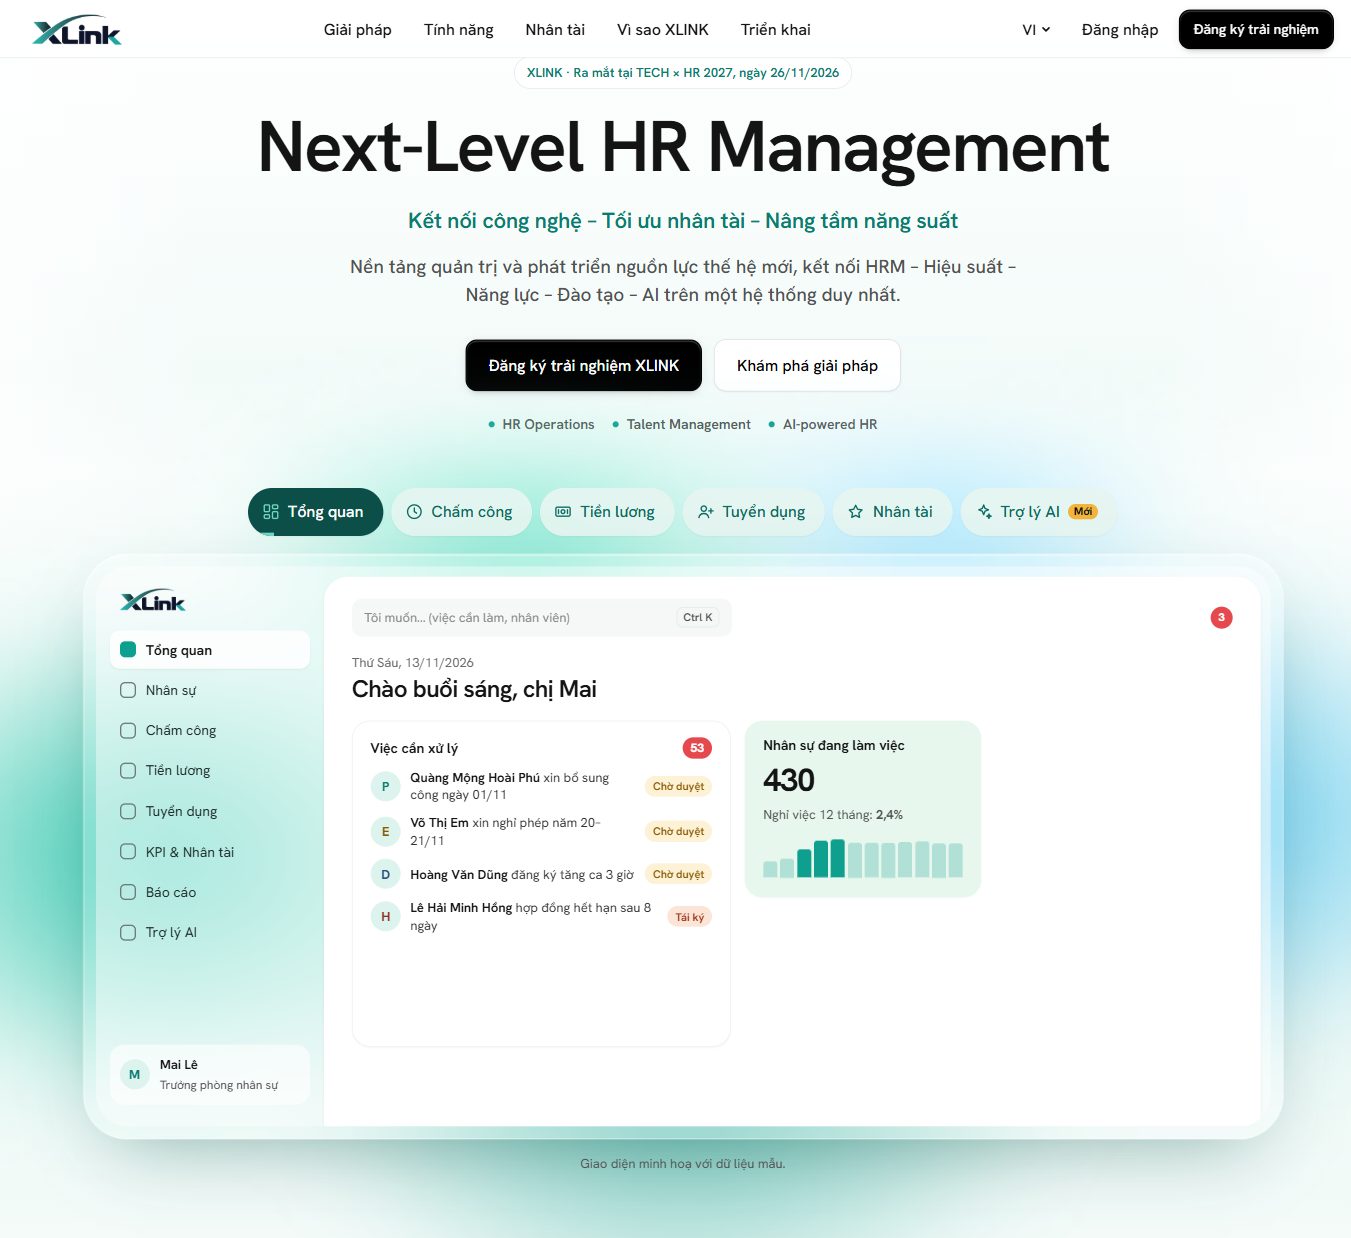 XLink
Giải pháp
Tính năng
Nhân tài
Vì sao XLINK
Triển khai
VI
Đăng nhập
Đăng ký trải nghiệm
XLINK · Ra mắt tại TECH × HR 2027, ngày 26/11/2026
Next-Level HR Management
Kết nối công nghệ – Tối ưu nhân tài – Nâng tầm năng suất
Nền tảng quản trị và phát triển nguồn lực thế hệ mới, kết nối HRM – Hiệu suất –
Năng lực – Đào tạo – AI trên một hệ thống duy nhất.
Đăng ký trải nghiệm XLINK
Khám phá giải pháp
HR Operations
Talent Management
AI-powered HR
Tổng quan
Chấm công
Tiền lương
Tuyển dụng
Nhân tài
Trợ lý AI
Mới
XLink
Tổng quan
Nhân sự
Chấm công
Tiền lương
Tuyển dụng
KPI & Nhân tài
Báo cáo
Trợ lý AI
M
Mai Lê
Trưởng phòng nhân sự
Tôi muốn... (việc cần làm, nhân viên)
Ctrl K
3
Thứ Sáu, 13/11/2026
Chào buổi sáng, chị Mai
Việc cần xử lý
53
P
Quàng Mộng Hoài Phú xin bổ sung
công ngày 01/11
Chờ duyệt
E
Võ Thị Em xin nghỉ phép năm 20–
21/11
Chờ duyệt
D
Hoàng Văn Dũng đăng ký tăng ca 3 giờ
Chờ duyệt
H
Lê Hải Minh Hồng hợp đồng hết hạn sau 8
ngày
Tái ký
Nhân sự đang làm việc
430
Nghỉ việc 12 tháng: 2,4%
Giao diện minh hoạ với dữ liệu mẫu.